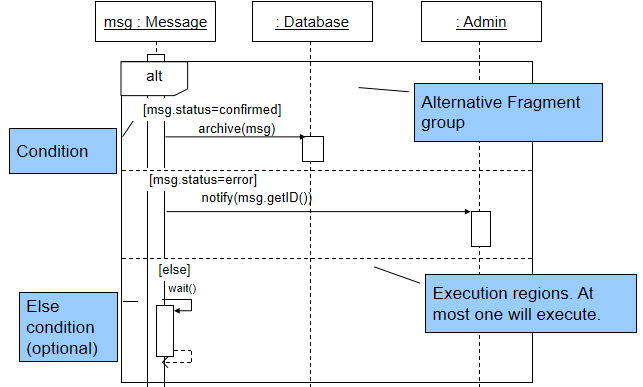 msg : Message
: Database
: Admin
alt
[msg.status=confirmed]
Alternative Fragment
group
archive(msg)
Condition
[msg.status=error]
notify(msg.getID())
[else]
wait()
Execution regions. At
most one will execute.
Else
condition
(optional)